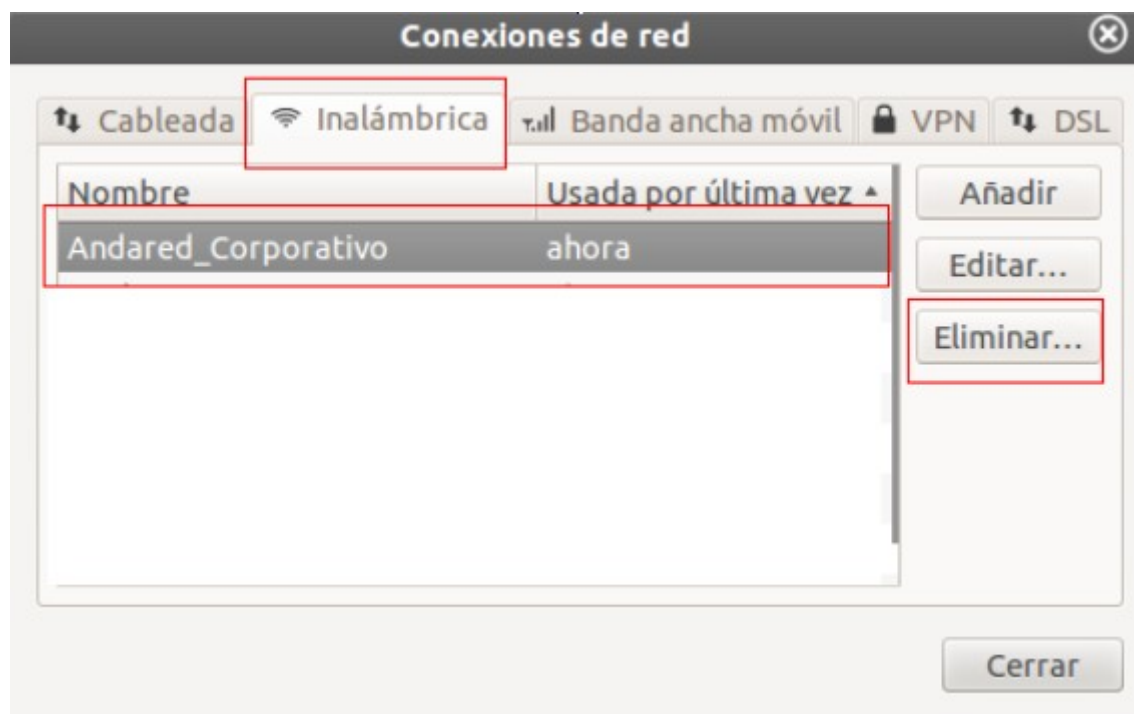 Conexiones de red
Cableada Inalámbrica Banda ancha móvil VPN DSL
Nombre Usada por última vez Añadir
Andared_Corporativo ahora Editar...
Eliminar...
Cerrar